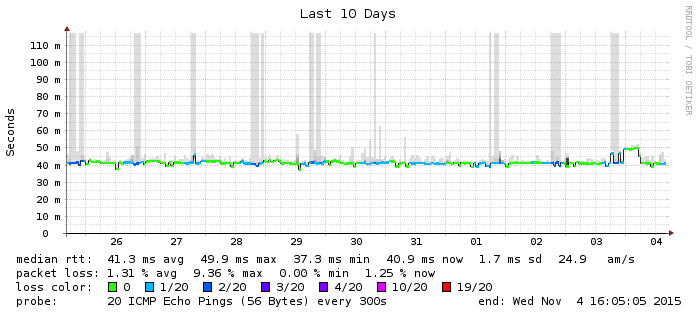 Last 10 Days
RRDTOOL / TOBI OETIKER
Seconds
110 m
100 m
90 m
80 m
70 m
60 m
50 m
40 m
30 m
20 m
10 m
0 m
26 27 28 29 30 31 01 02 03 04
median rtt: 41.3 ms avg 49.9 ms max 37.3 ms min 40.9 ms now 1.7 ms sd 24.9 am/s
packet loss: 1.31 % avg 9.36 % max 0.00 % min 1.25 % now
loss color: 0 1/20 2/20 3/20 4/20 10/20 19/20
probe: 20 ICMP Echo Pings (56 Bytes) every 300s end: Wed Nov 4 16:05:05 2015